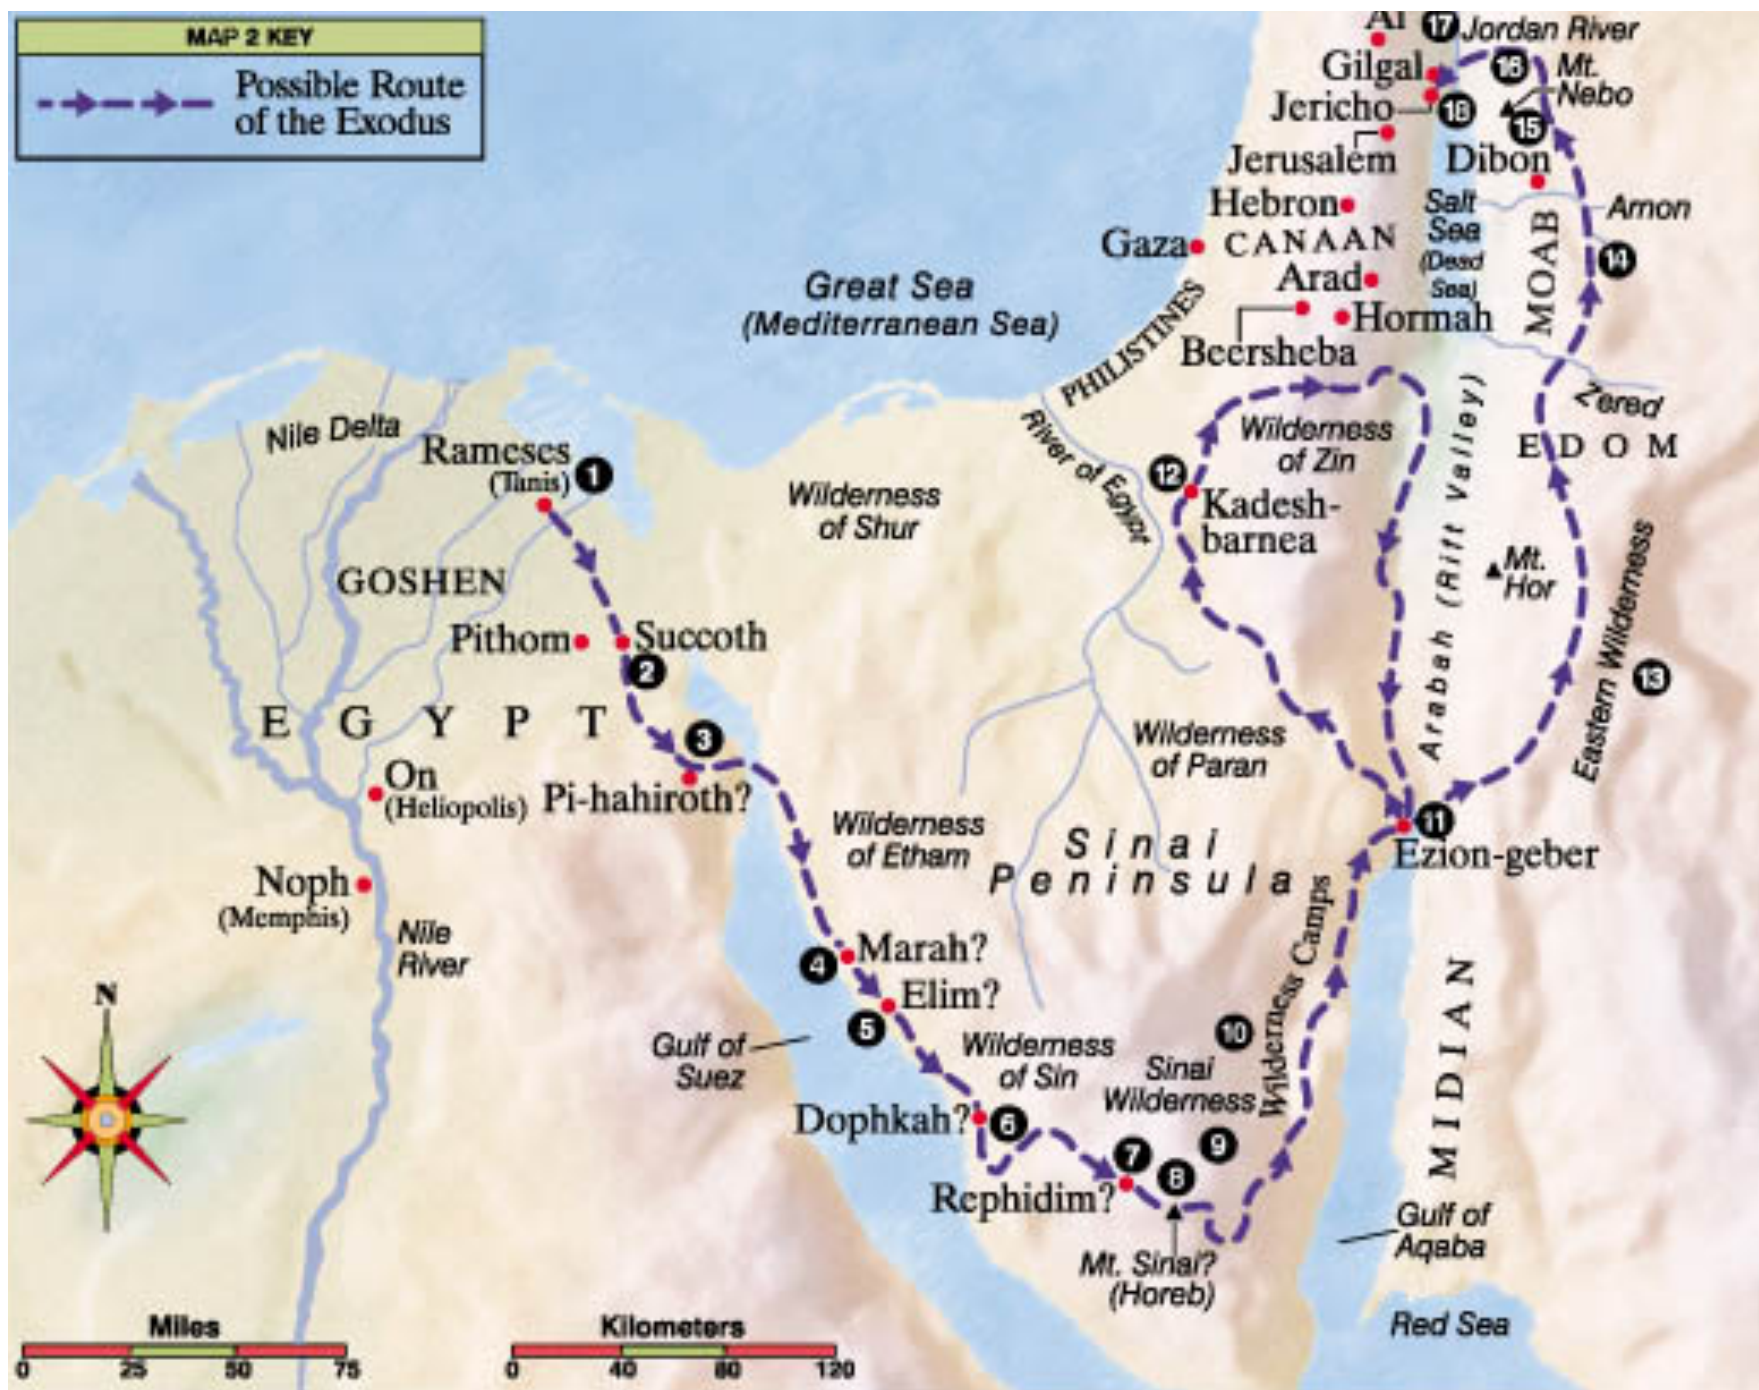 MAP 2 KEY
Possible Route
of the Exodus
Ai
17
Jordan River
Gilgal
16
Mt.
Nebo
Jericho
18
15
Jerusalem
Dibon
Hebron
Salt
Sea
(Dead
Sea)
Arnon
Gaza
CANAAN
MOAB
14
Arad
Great Sea
(Mediterranean Sea)
PHILISTINES
Hormah
Beersheba
Zered
EDOM
Nile Delta
Rameses
(Tanis)
1
Wilderness
of Shur
River of Egypt
12
Wilderness
of Zin
Kadesh-
barnea
Arabah (Rift Valley)
Mt.
Hor
GOSHEN
Pithom
Succoth
2
Eastern Wilderness
13
EGYPT
3
Wilderness
of Paran
On
(Heliopolis)
Pi-hahiroth?
Wilderness
of Etham
Sinai
Peninsula
11
Ezion-geber
Noph
(Memphis)
Nile
River
Wilderness Camps
4
Marah?
Elim?
5
MIDIAN
N
Gulf of
Suez
Wilderness
of Sin
10
Sinai
Wilderness
Dophkah?
6
7
9
8
Rephidim?
Mt. Sinai?
(Horeb)
Gulf of
Aqaba
Red Sea
Miles
0 25 50 75
Kilometers
0 40 80 120